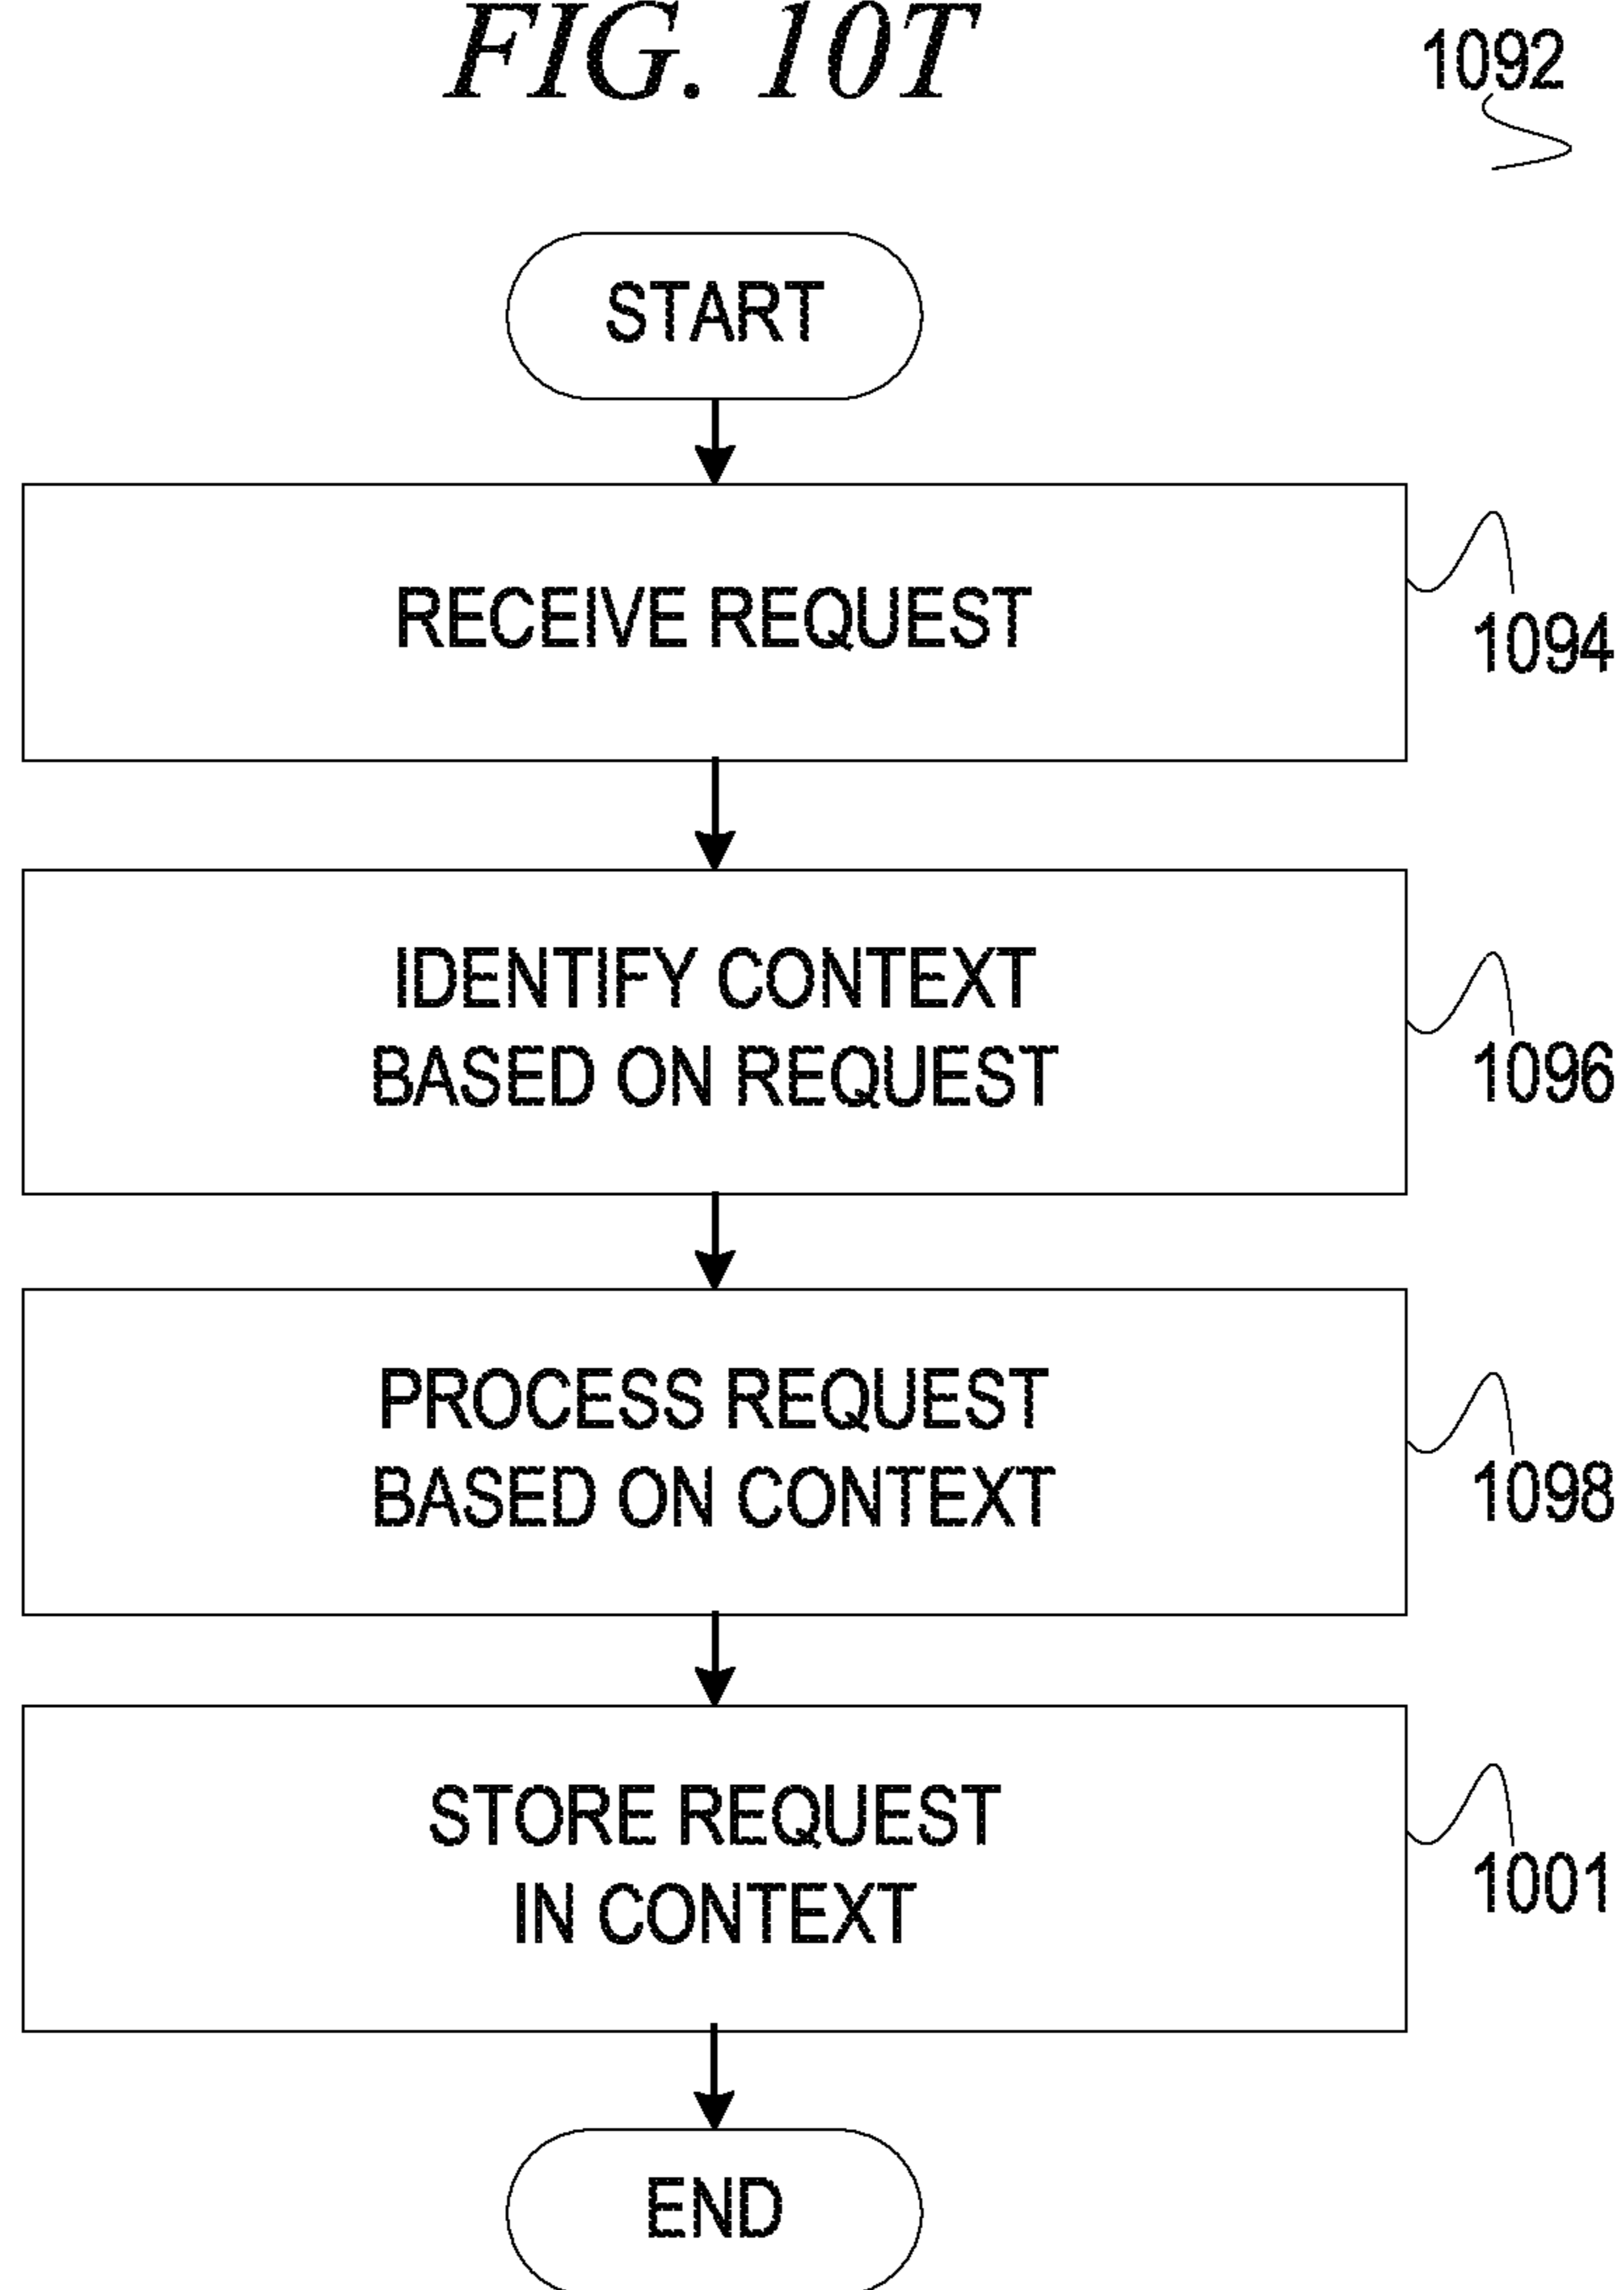 FIG. 10T
1092
START
RECEIVE REQUEST
1094
IDENTIFY CONTEXT
BASED ON REQUEST
1096
PROCESS REQUEST
BASED ON CONTEXT
1098
STORE REQUEST
IN CONTEXT
1001
END